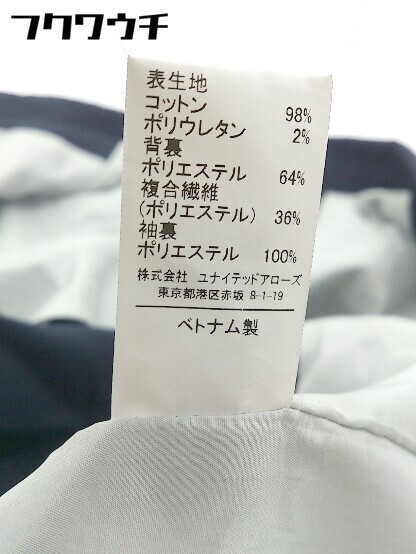 フクワウチ
表生地
コットン 98%
ポリウレタン 2%
背裏
ポリエステル 64%
複合繊維
(ポリエステル) 36%
袖裏
ポリエステル 100%
株式会社 ユナイテッドアローズ
東京都港区赤坂 8-1-19
ベトナム製